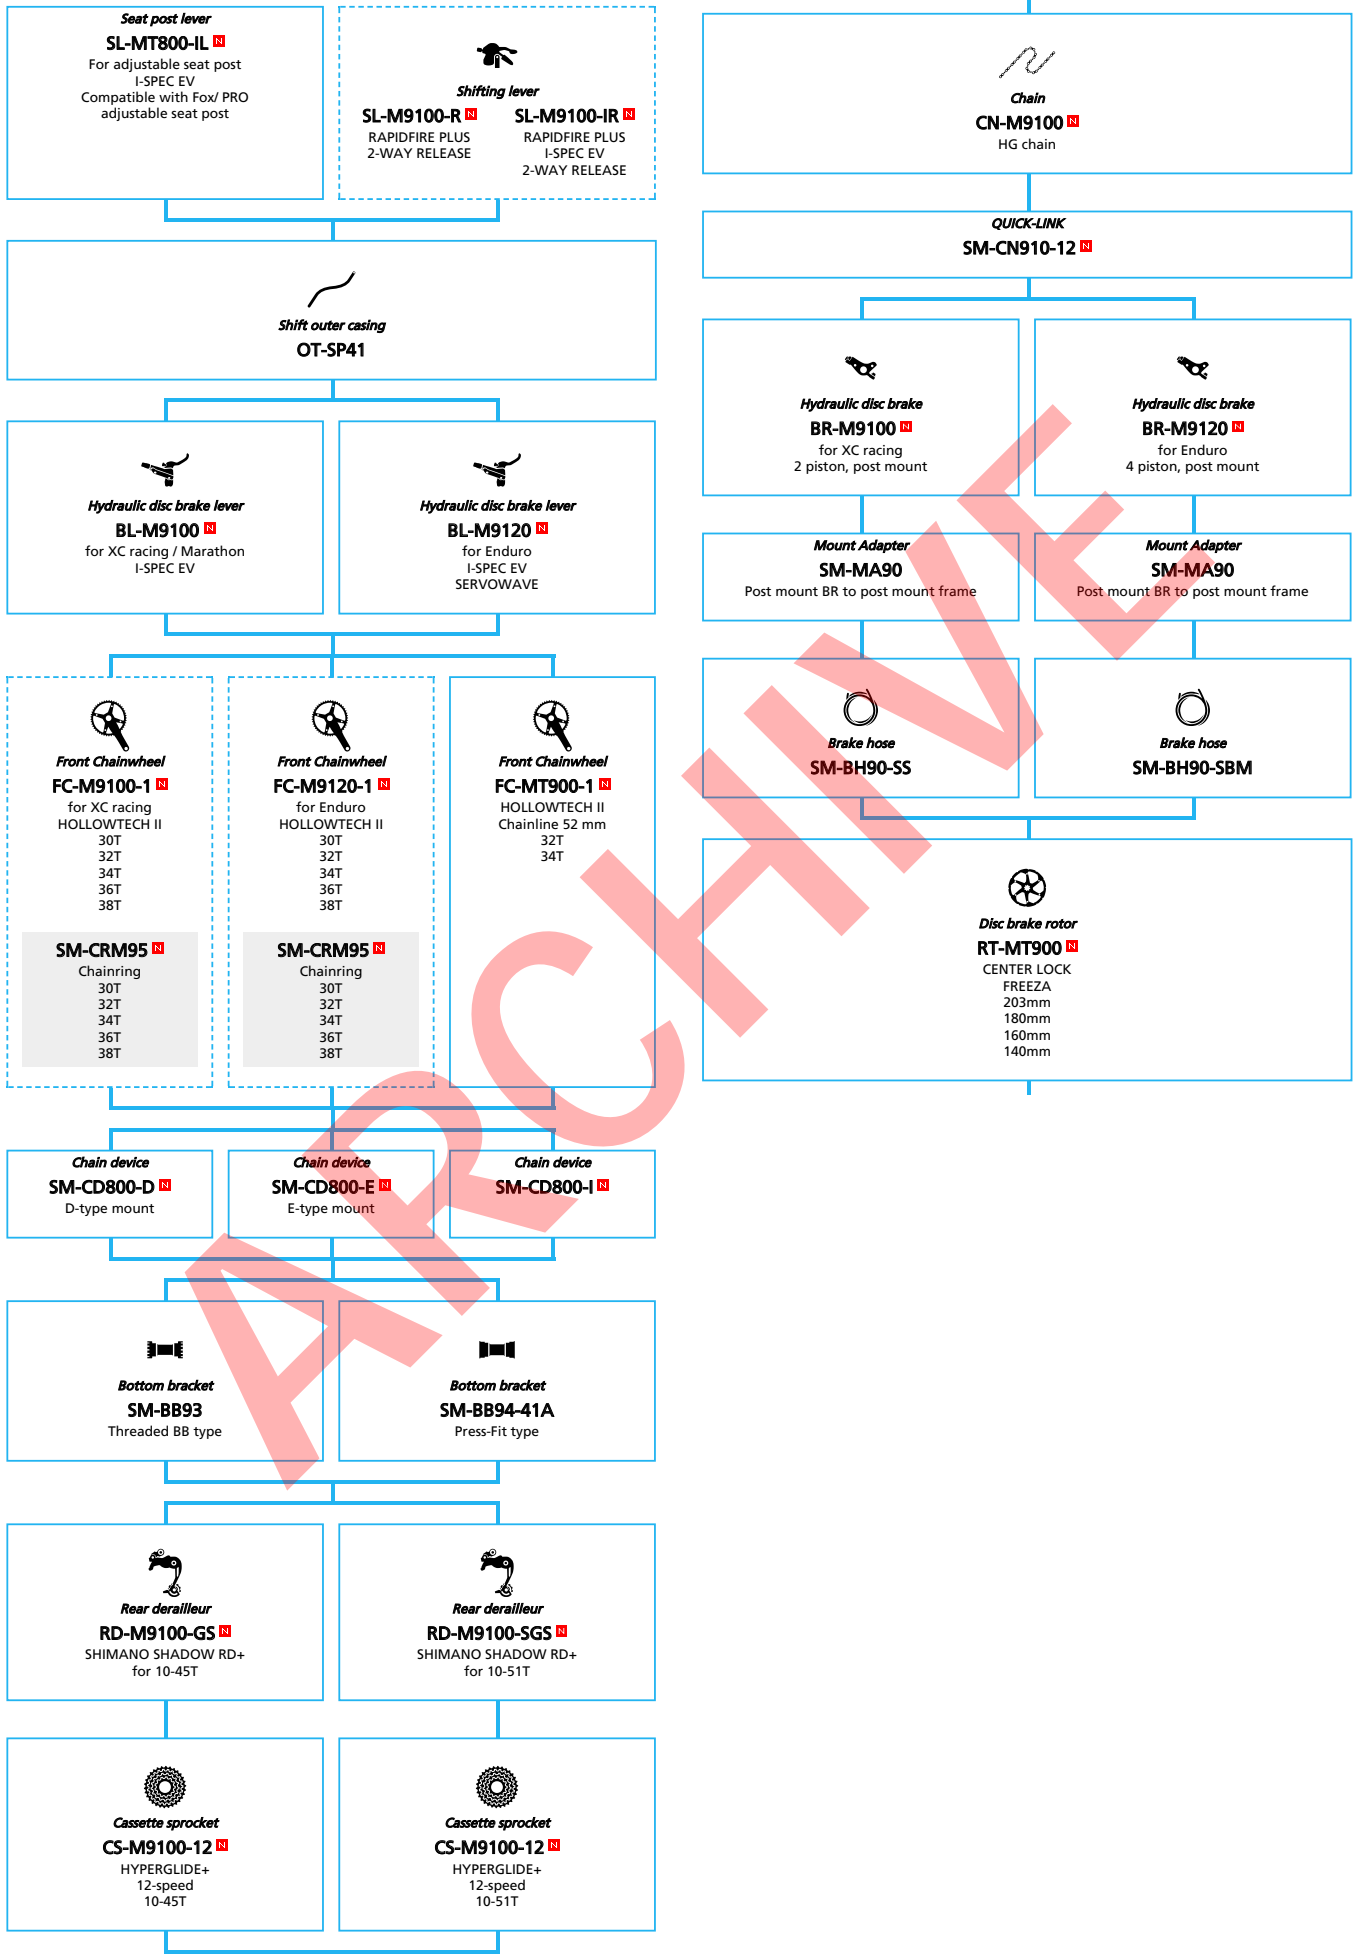 Seat post lever
SL-MT800-IL N
For adjustable seat post
I-SPEC EV
Compatible with Fox/ PRO
adjustable seat post
Shifting lever
SL-M9100-R N
RAPIDFIRE PLUS
2-WAY RELEASE
SL-M9100-IR N
RAPIDFIRE PLUS
I-SPEC EV
2-WAY RELEASE
Shift outer casing
OT-SP41
Hydraulic disc brake lever
BL-M9100 N
for XC racing / Marathon
I-SPEC EV
Hydraulic disc brake lever
BL-M9120 N
for Enduro
I-SPEC EV
SERVOWAVE
Front Chainwheel
FC-M9100-1 N
for XC racing
HOLLOWTECH II
30T
32T
34T
36T
38T
SM-CRM95 N
Chainring
30T
32T
34T
36T
38T
Front Chainwheel
FC-M9120-1 N
for Enduro
HOLLOWTECH II
30T
32T
34T
36T
38T
SM-CRM95 N
Chainring
30T
32T
34T
36T
38T
Front Chainwheel
FC-MT900-1 N
HOLLOWTECH II
Chainline 52 mm
32T
34T
Chain device
SM-CD800-D N
D-type mount
Chain device
SM-CD800-E N
E-type mount
Chain device
SM-CD800-I N
Bottom bracket
SM-BB93
Threaded BB type
Bottom bracket
SM-BB94-41A
Press-Fit type
Rear derailleur
RD-M9100-GS N
SHIMANO SHADOW RD+
for 10-45T
Rear derailleur
RD-M9100-SGS N
SHIMANO SHADOW RD+
for 10-51T
Cassette sprocket
CS-M9100-12 N
HYPERGLIDE+
12-speed
10-45T
Cassette sprocket
CS-M9100-12 N
HYPERGLIDE+
12-speed
10-51T
Chain
CN-M9100 N
HG chain
QUICK-LINK
SM-CN910-12 N
Hydraulic disc brake
BR-M9100 N
for XC racing
2 piston, post mount
Hydraulic disc brake
BR-M9120 N
for Enduro
4 piston, post mount
Mount Adapter
SM-MA90
Post mount BR to post mount frame
Mount Adapter
SM-MA90
Post mount BR to post mount frame
Brake hose
SM-BH90-SS
Brake hose
SM-BH90-SBM
Disc brake rotor
RT-MT900 N
CENTER LOCK
FREEZA
203mm
180mm
160mm
140mm
ARCHIVE